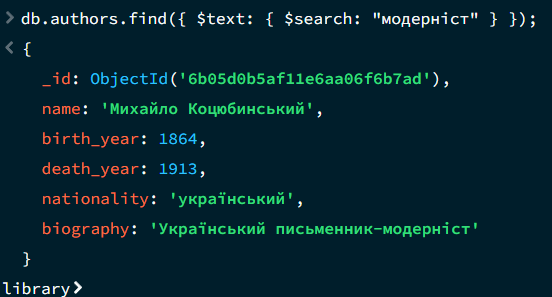 > db.authors.find({ $text: { $search: "модерніст" } });
< {
_id: ObjectId('6b05d0b5af11e6aa06f6b7ad'),
name: 'Михайло Коцюбинський',
birth_year: 1864,
death_year: 1913,
nationality: 'український',
biography: 'Український письменник-модерніст'
}
library>